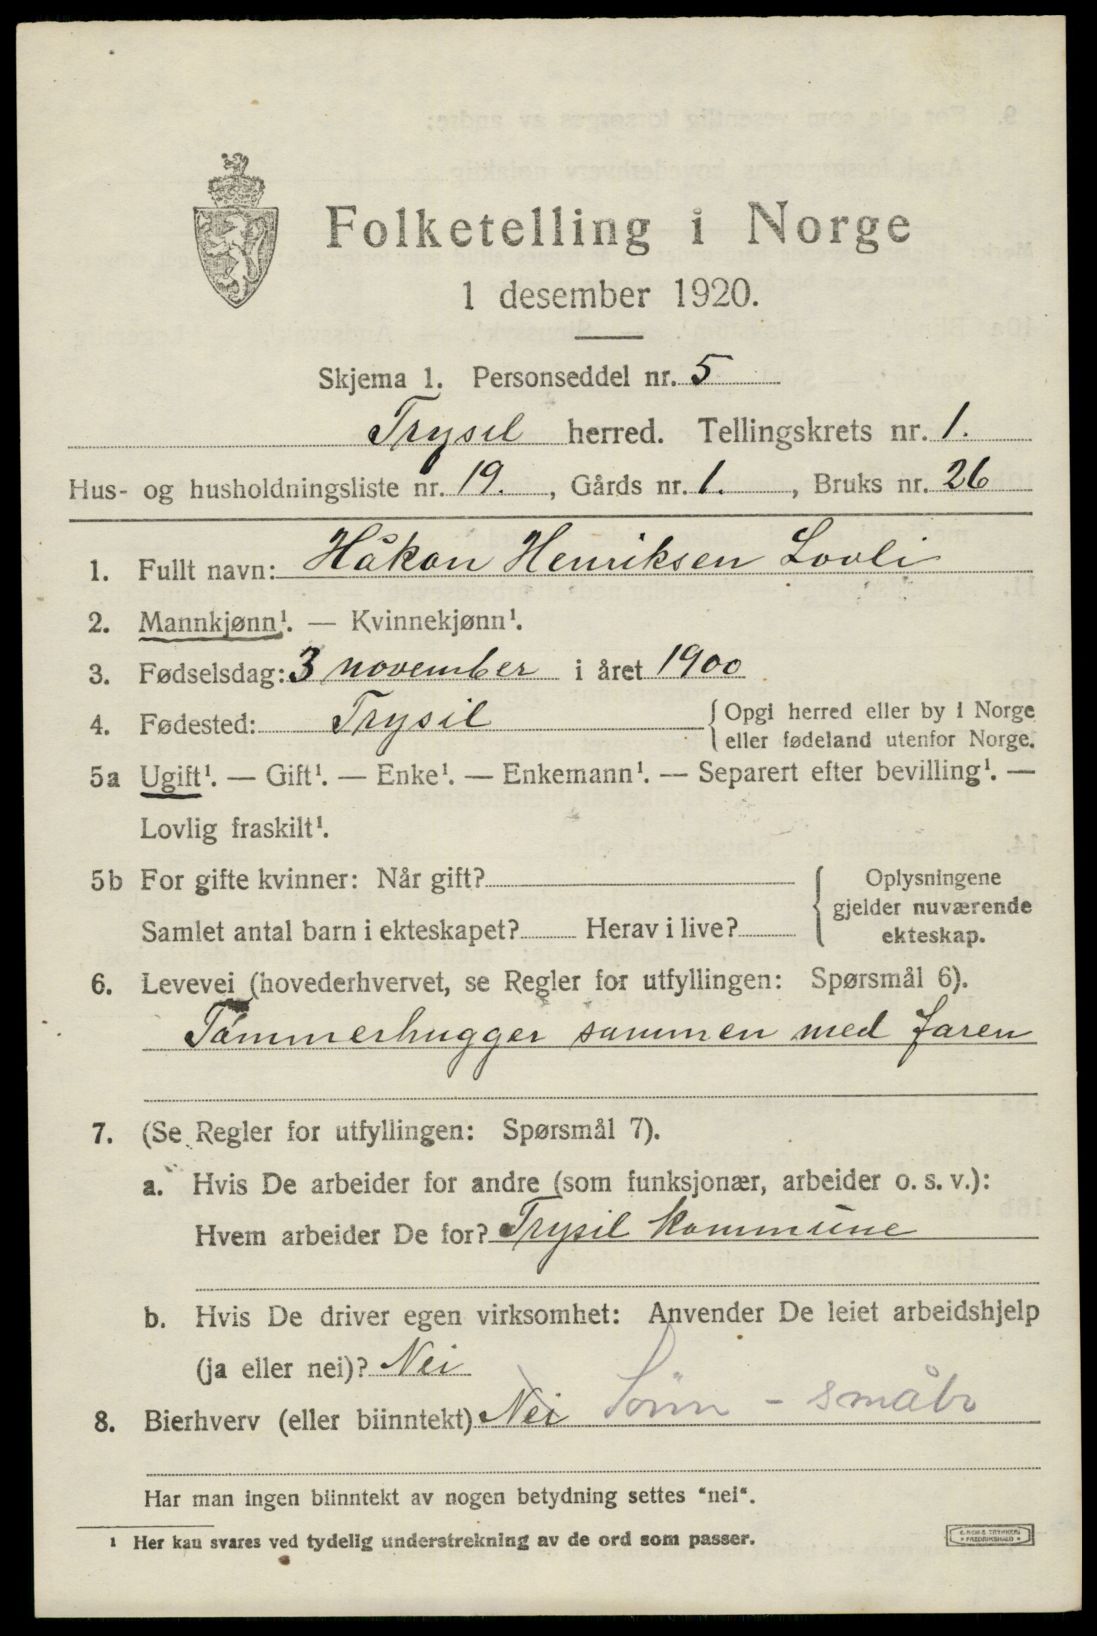 Folketelling i Norge
1 desember 1920.
Skjema 1. Personseddel nr. 5
Trysil herred. Tellingskrets nr. 1.
Hus- og husholdningsliste nr. 19., Gårds nr. 1., Bruks nr. 26
1. Fullt navn: Håkon Henriksen Lovli
2. Mannkjønn¹. — Kvinnekjønn¹.
3. Fødselsdag: 3 november i året 1900
4. Fødested: Trysil {Opgi herred eller by i Norge
eller fødeland utenfor Norge.
5a Ugift¹. — Gift¹. — Enke¹. — Enkemann¹. — Separert efter bevilling¹. —
Lovlig fraskilt¹.
5b For gifte kvinner: Når gift? { Oplysningene
gjelder nuværende
Samlet antal barn i ekteskapet? Herav i live? ekteskap.
6. Levevei (hovederhvervet, se Regler for utfyllingen: Spørsmål 6).
Tømmerhugger sammen med faren
7. (Se Regler for utfyllingen: Spørsmål 7).
a. Hvis De arbeider for andre (som funksjonær, arbeider o. s. v.):
Hvem arbeider De for? Trysil kommune
b. Hvis De driver egen virksomhet: Anvender De leiet arbeidshjelp
(ja eller nei)? Nei
8. Bierhverv (eller biinntekt) Nei Sønn - småbr
Har man ingen biinntekt av nogen betydning settes "nei".
¹ Her kan svares ved tydelig understrekning av de ord som passer.